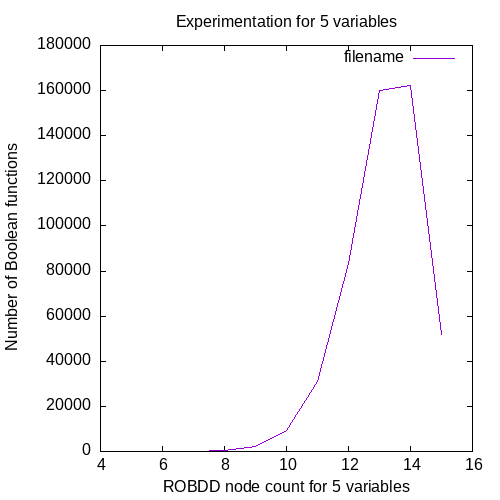 Experimentation for 5 variables
filename
180000
160000
140000
120000
100000
80000
60000
40000
20000
0
4 6 8 10 12 14 16
Number of Boolean functions
ROBDD node count for 5 variables